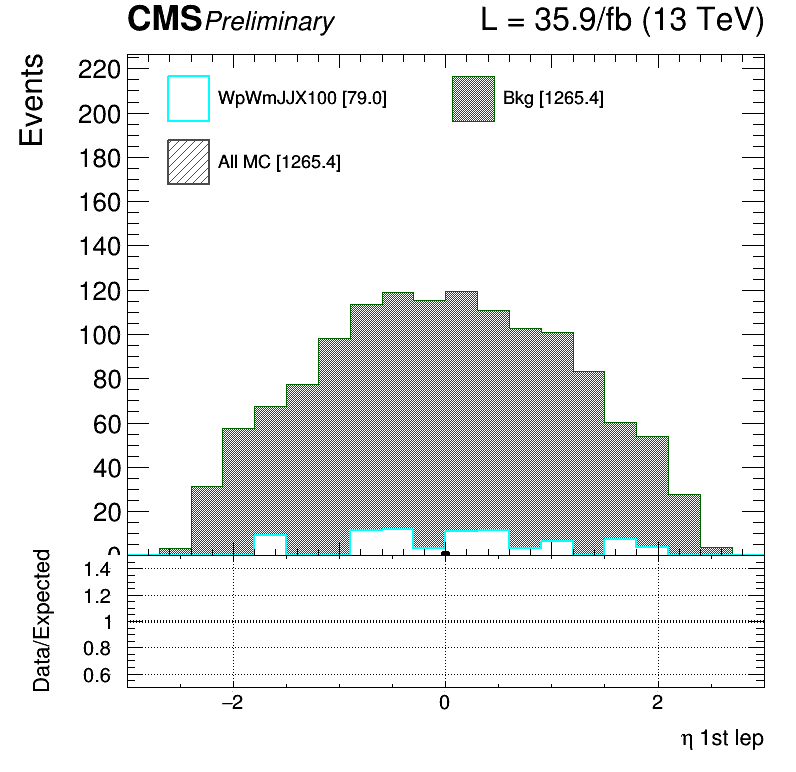 CMS Preliminary L = 35.9/fb (13 TeV)
Events
220
200
180
160
140
120
100
80
60
40
20
0
WpWmJJX100 [79.0]
Bkg [1265.4]
All MC [1265.4]
Data/Expected
1.4
1.2
1
0.8
0.6
−2 0 2
η 1st lep